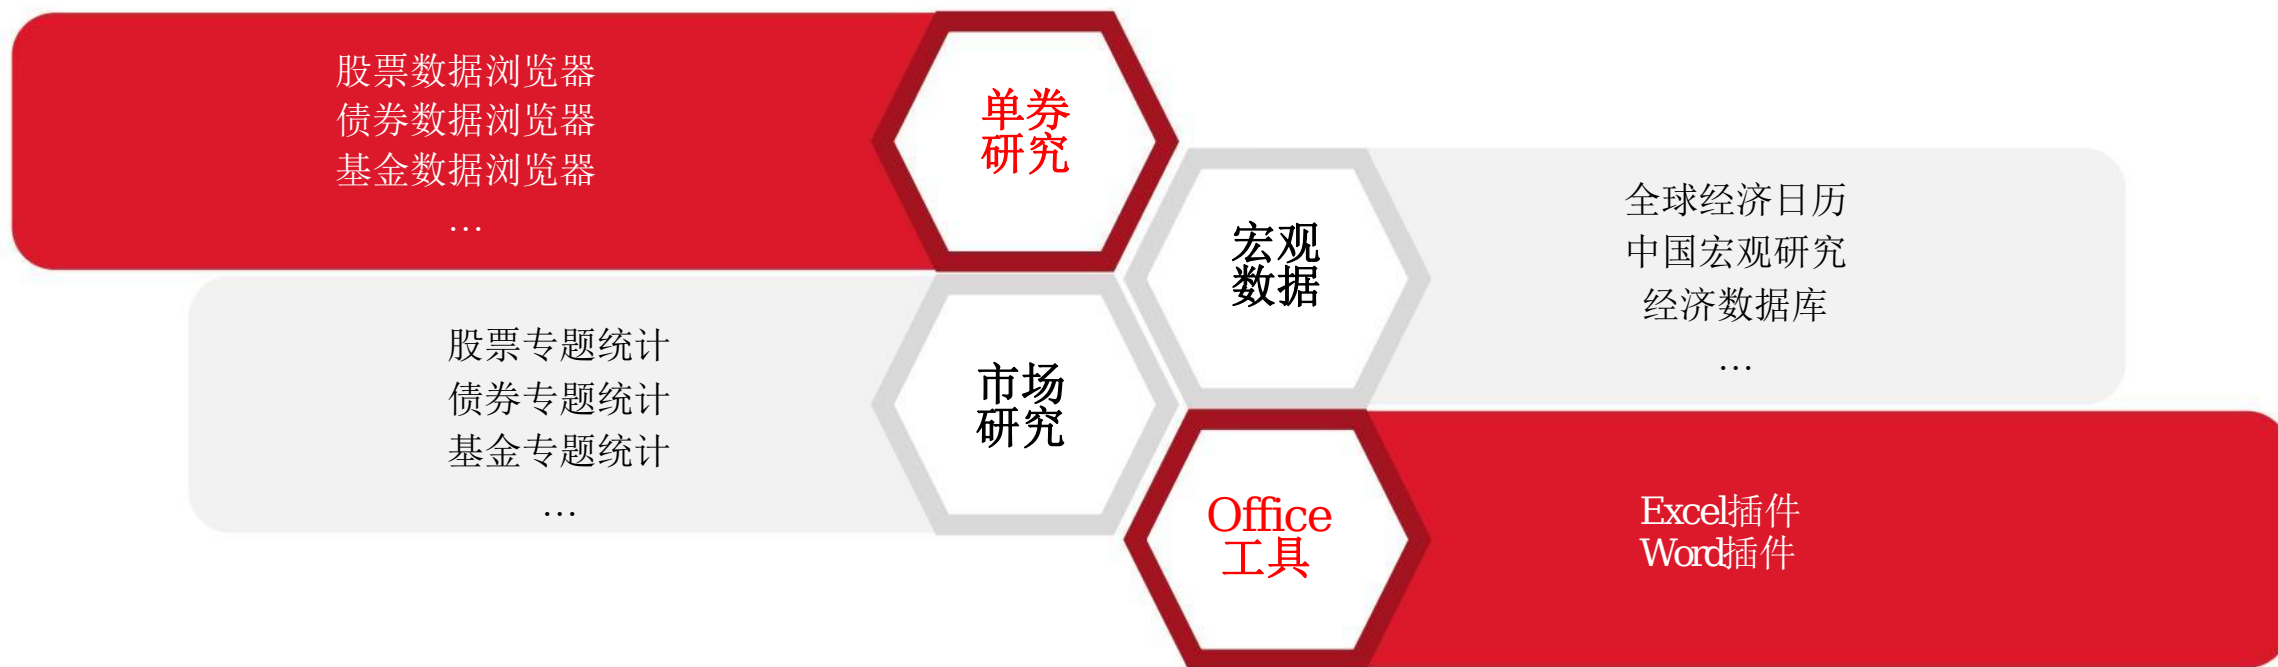 股票数据浏览器
债券数据浏览器
基金数据浏览器
…
单券
研究
宏观
数据
全球经济日历
中国宏观研究
经济数据库
…
股票专题统计
债券专题统计
基金专题统计
…
市场
研究
Office
工具
Excel插件
Word插件